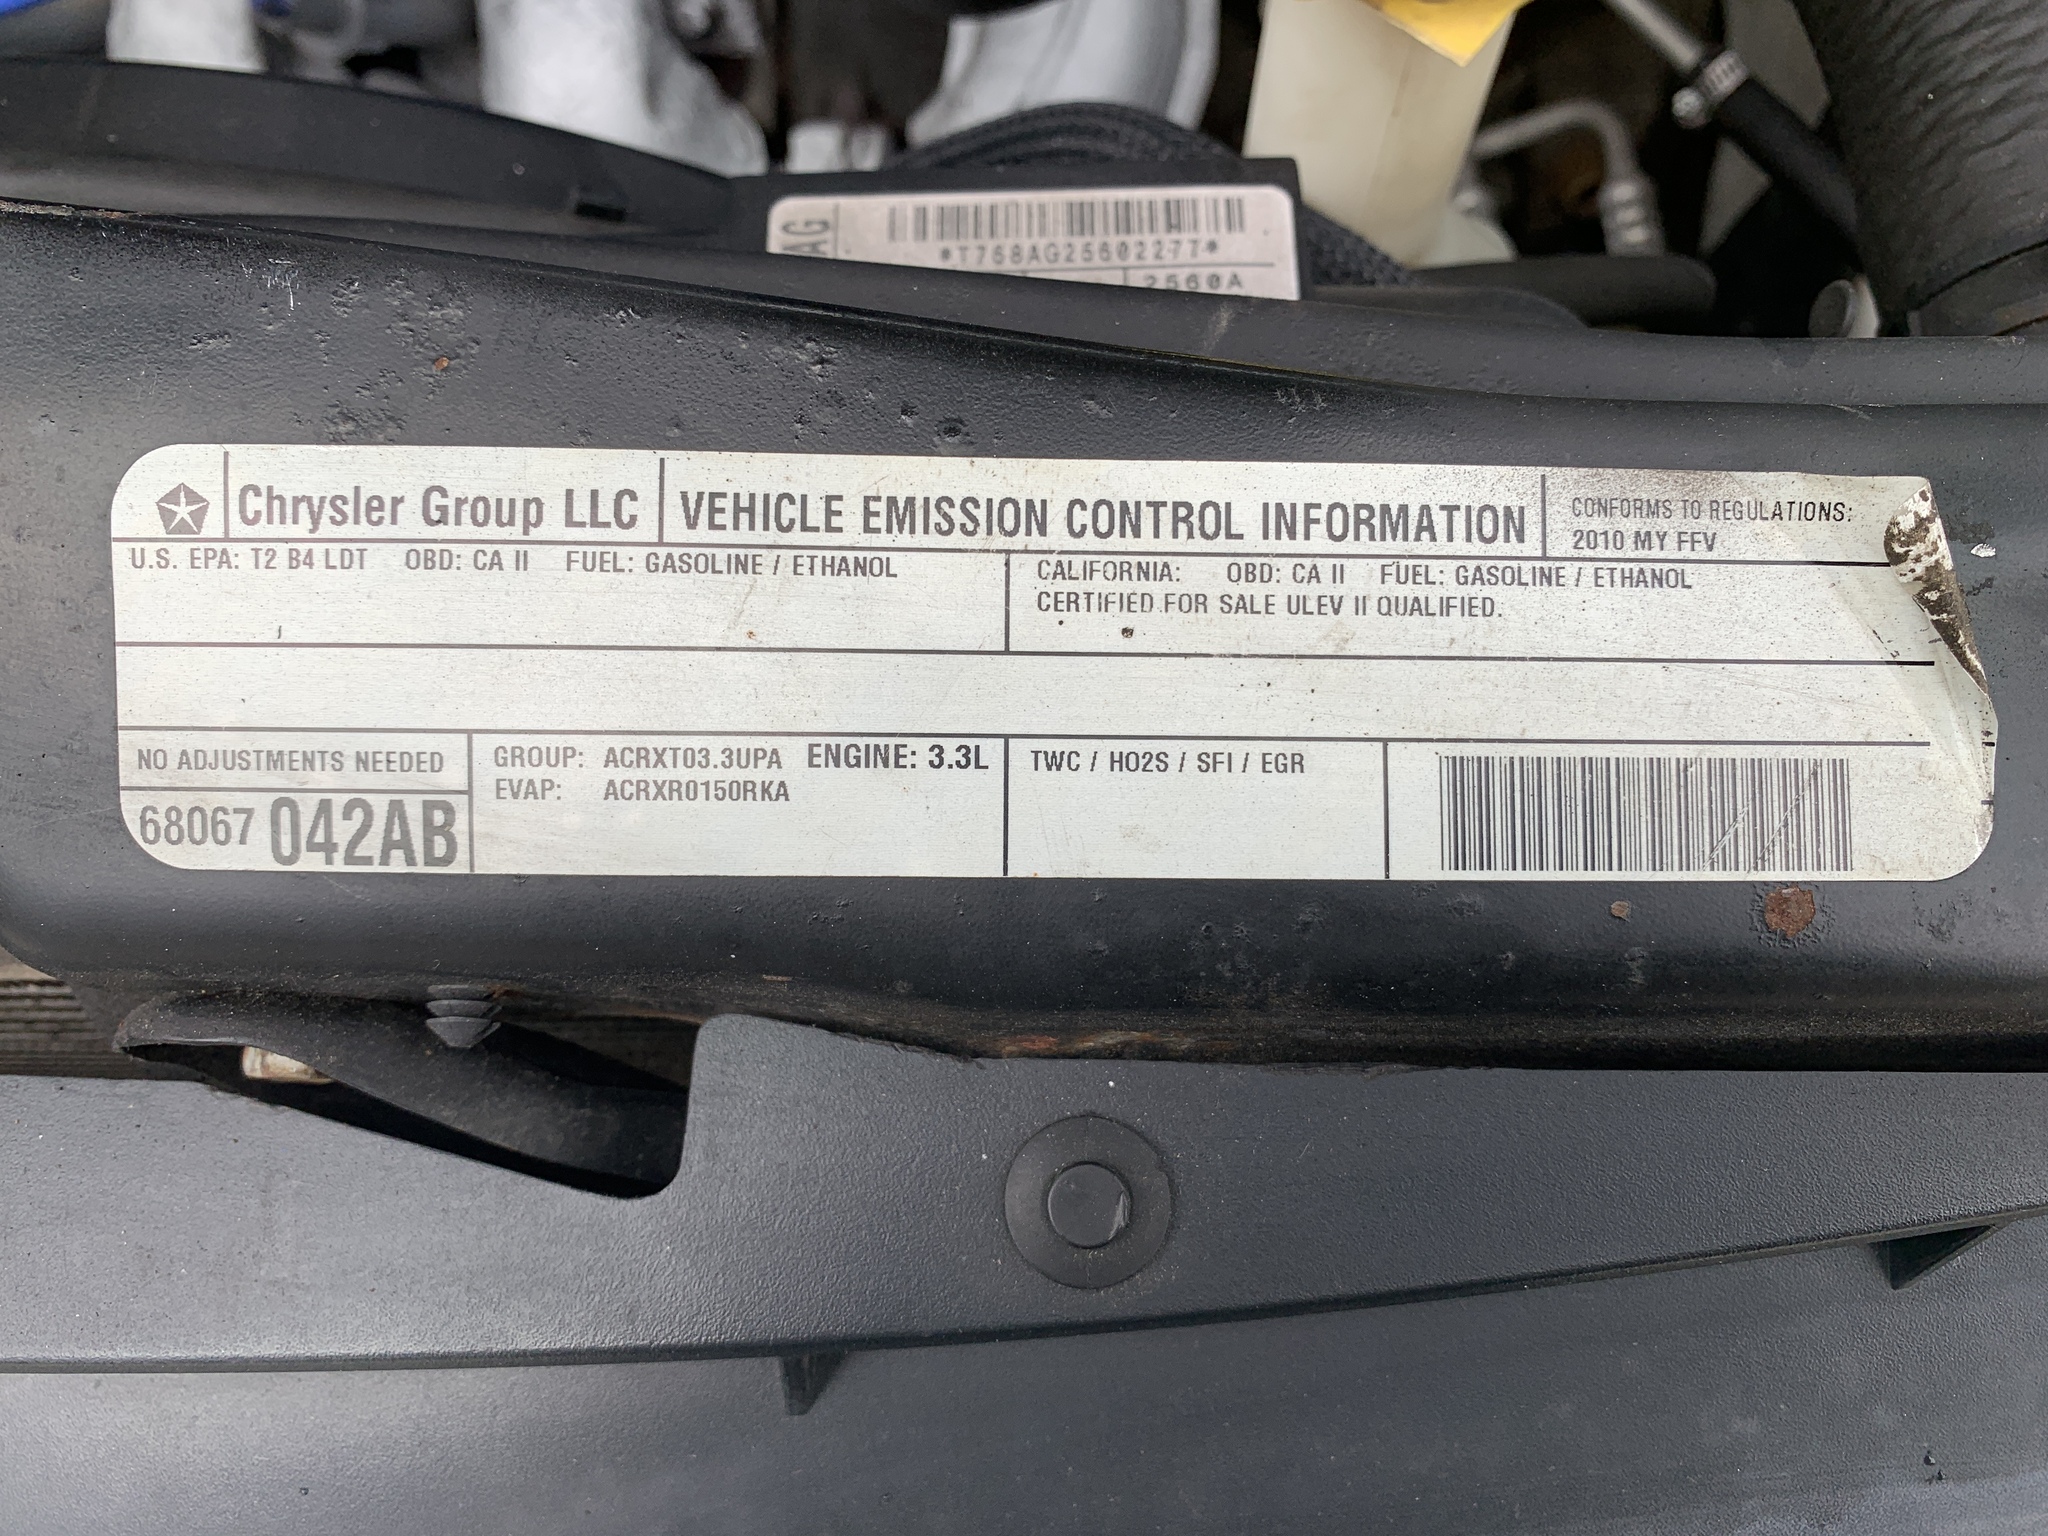 AG
*T768AG25602277*
2560A
Chrysler Group LLC
VEHICLE EMISSION CONTROL INFORMATION
CONFORMS TO REGULATIONS:
2010 MY FFV
U.S. EPA: T2 B4 LDT OBD: CA II FUEL: GASOLINE / ETHANOL
CALIFORNIA: OBD: CA II FUEL: GASOLINE / ETHANOL
CERTIFIED FOR SALE ULEV II QUALIFIED.
NO ADJUSTMENTS NEEDED
68067 042AB
GROUP: ACRXT03.3UPA ENGINE: 3.3L
EVAP: ACRXR0150RKA
TWC / HO2S / SFI / EGR